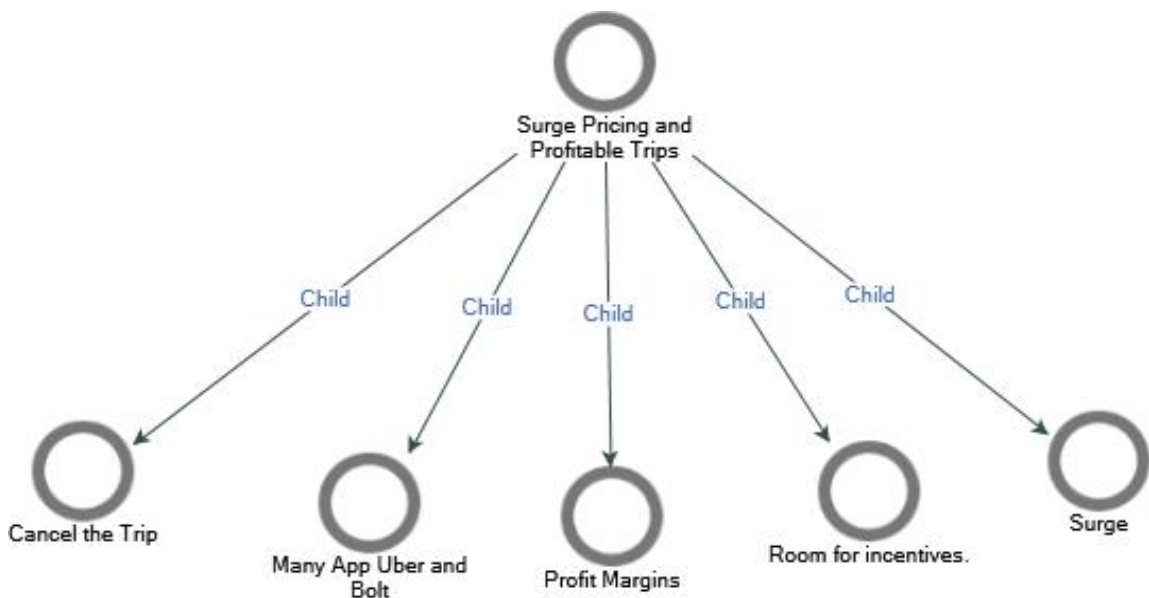 Surge Pricing and
Profitable Trips
Child
Child
Child
Child
Child
Cancel the Trip
Many App Uber and
Bolt
Profit Margins
Room for incentives.
Surge